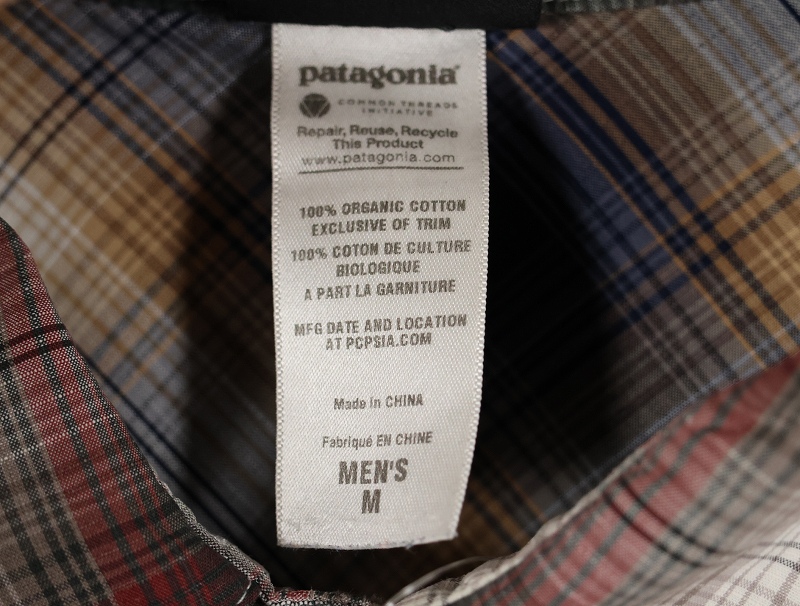 patagonia®
COMMON THREADS
INITIATIVE
Repair, Reuse, Recycle
This Product
www.patagonia.com
100% ORGANIC COTTON
EXCLUSIVE OF TRIM
100% COTON DE CULTURE
BIOLOGIQUE
A PART LA GARNITURE
MFG DATE AND LOCATION
AT PCPSIA.COM
Made in CHINA
Fabriqué EN CHINE
MEN'S
M